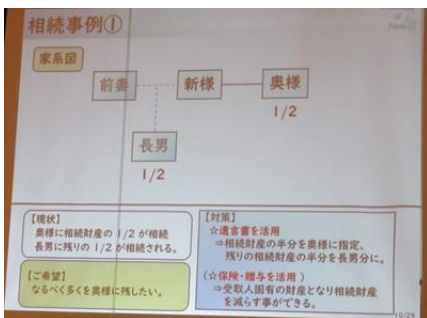 相続事例①
家系図
前妻
新様
奥様
1/2
長男
1/2
【現状】
奥様に相続財産の1/2が相続
長男に残りの1/2が相続される。
【ご希望】
なるべく多くを奥様に残したい。
【対策】
☆遺言書を活用
⇒相続財産の半分を奥様に指定、
残りの相続財産の半分を長男分に。
(☆保険・贈与を活用)
⇒受取人固有の財産となり相続財産
を減らす事ができる。